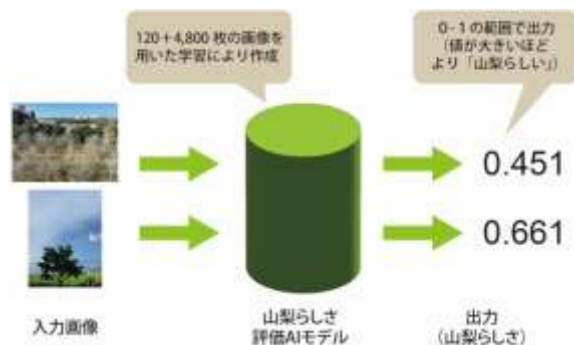 120+4,800 枚の画像を
用いた学習により作成
0-1の範囲で出力
(値が大きいほど
より「山梨らしい」)
0.451
0.661
入力画像
山梨らしさ
評価AIモデル
出力
(山梨らしさ)